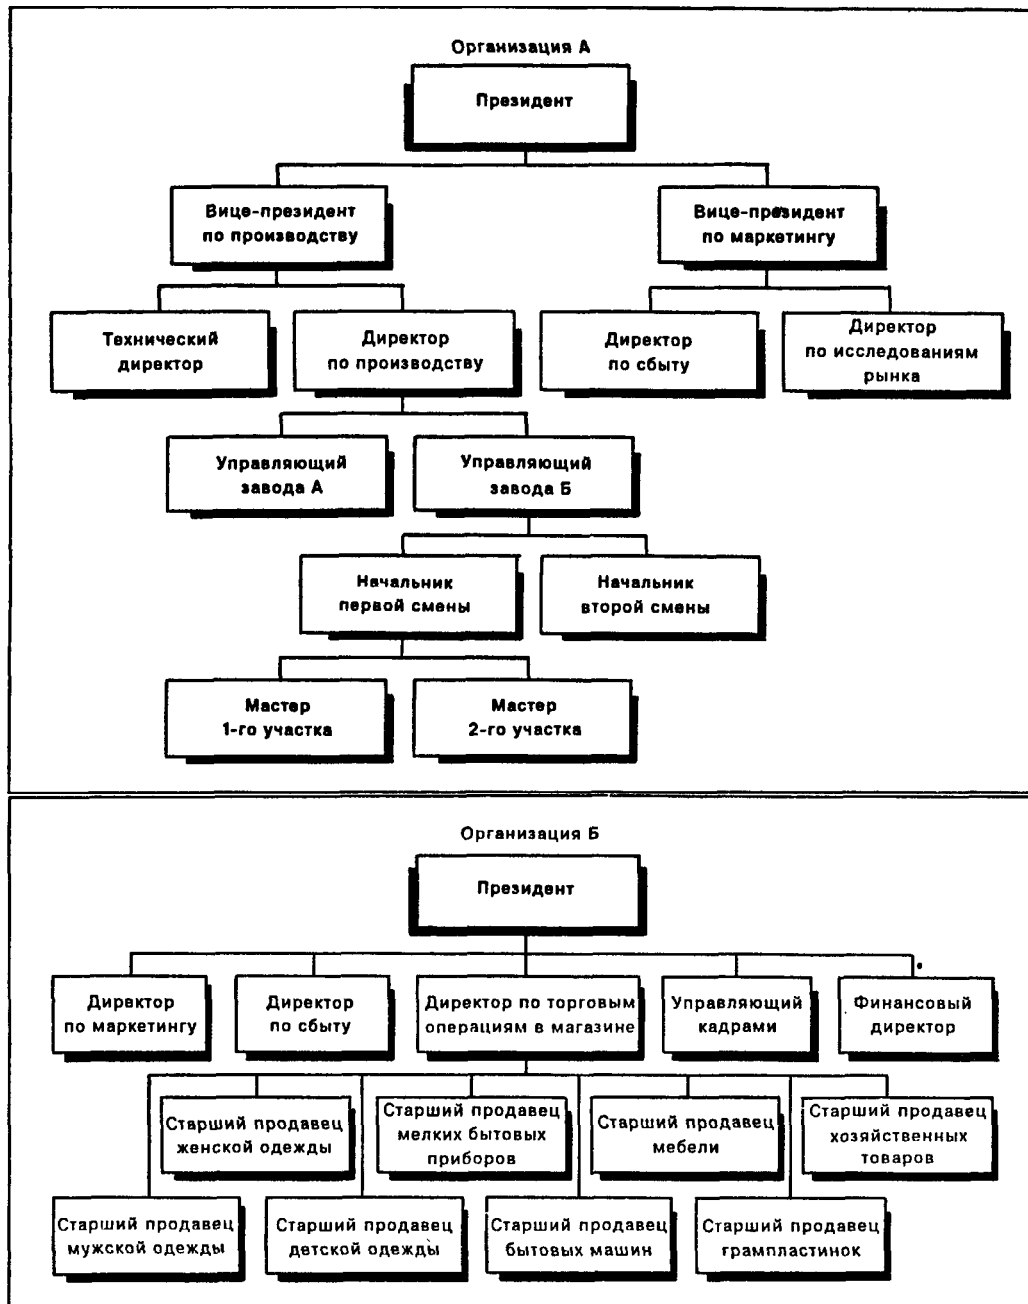 Организация А
Президент
Вице-президент
по производству
Вице-президент
по маркетингу
Технический
директор
Директор
по производству
Директор
по сбыту
Директор
по исследованиям
рынка
Управляющий
завода А
Управляющий
завода Б
Начальник
первой смены
Начальник
второй смены
Мастер
1-го участка
Мастер
2-го участка
Организация Б
Президент
Директор
по маркетингу
Директор
по сбыту
Директор по торговым
операциям в магазине
Управляющий
кадрами
Финансовый
директор
Старший продавец
женской одежды
Старший продавец
мелких бытовых
приборов
Старший продавец
мебели
Старший продавец
хозяйственных
товаров
Старший продавец
мужской одежды
Старший продавец
детской одежды
Старший продавец
бытовых машин
Старший продавец
грампластинок